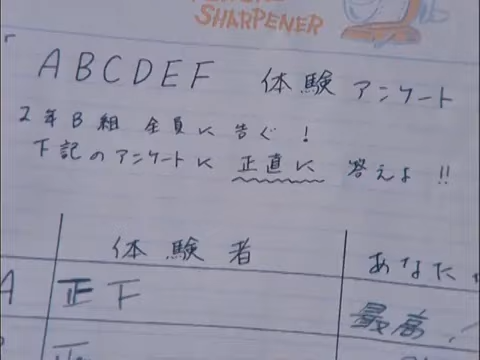 SHARPENER
ABCDEF 体験アンケート
2年B組 全員に告ぐ!
下記のアンケートに 正直に 答えよ!!
体験者
あなた
A 正下
最高!